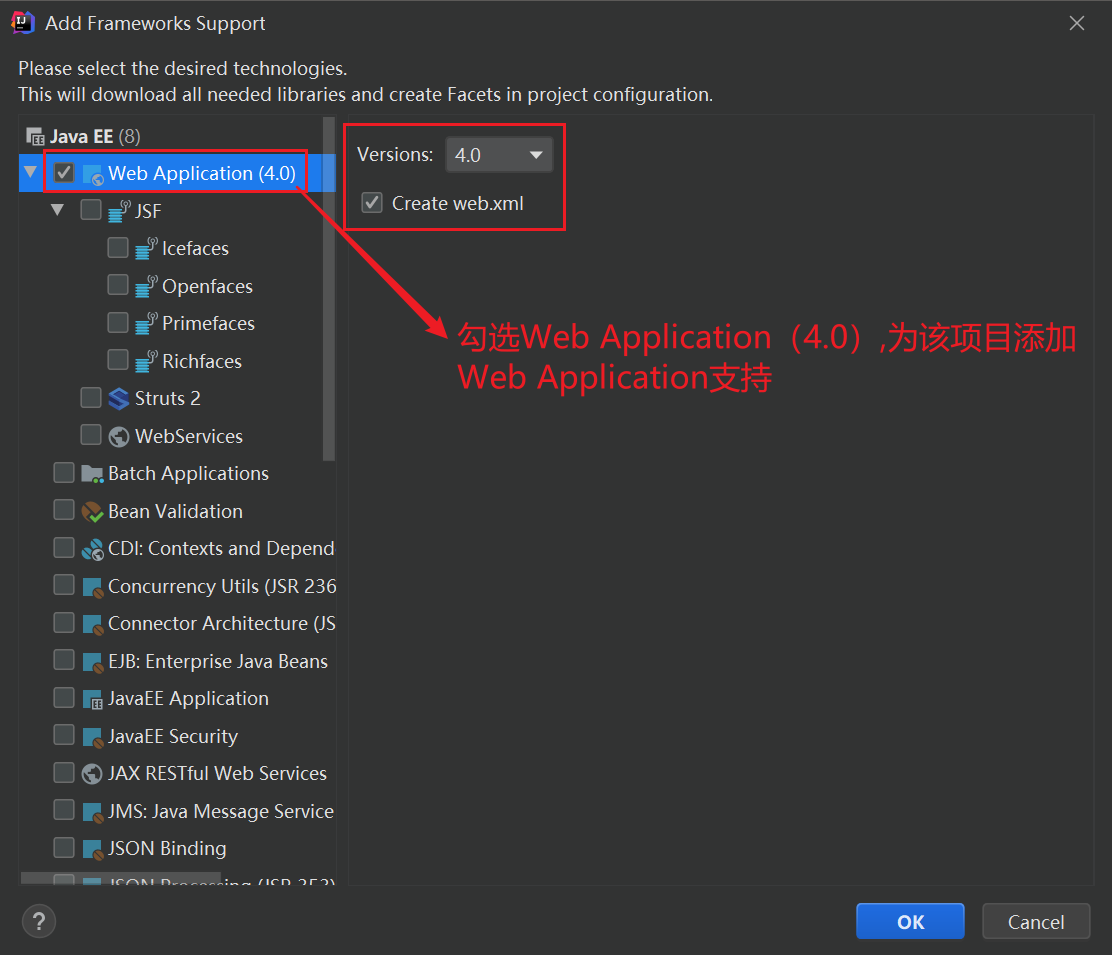 Add Frameworks Support
Please select the desired technologies.
This will download all needed libraries and create Facets in project configuration.
Java EE (8)
Web Application (4.0)
JSF
Icefaces
Openfaces
Primefaces
Richfaces
Struts 2
WebServices
Batch Applications
Bean Validation
CDI: Contexts and Depend
Concurrency Utils (JSR 236
Connector Architecture (JS
EJB: Enterprise Java Beans
JavaEE Application
JavaEE Security
JAX RESTful Web Services
JMS: Java Message Service
JSON Binding
JSON Processing (JSR 353)
Versions: 4.0
Create web.xml
勾选Web Application（4.0）,为该项目添加
Web Application支持
?
OK
Cancel